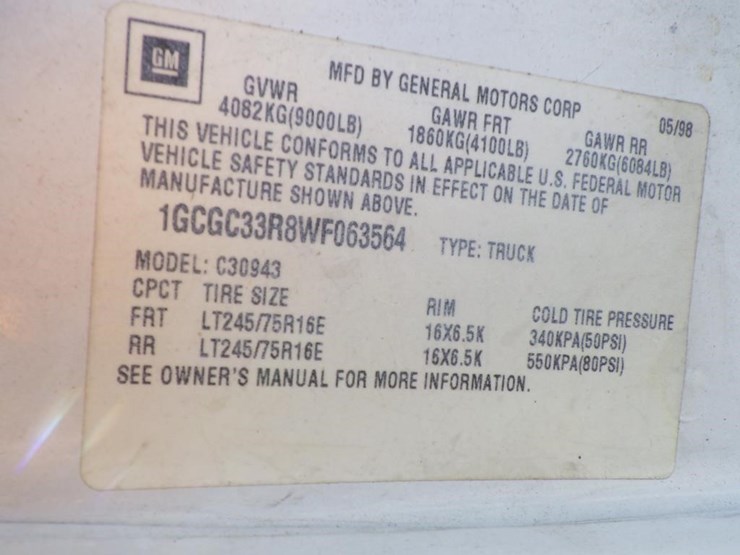 GM
MFD BY GENERAL MOTORS CORP 05/98
GVWR GAWR FRT GAWR RR
4082KG(9000LB) 1860KG(4100LB) 2760KG(6084LB)
THIS VEHICLE CONFORMS TO ALL APPLICABLE U.S. FEDERAL MOTOR
VEHICLE SAFETY STANDARDS IN EFFECT ON THE DATE OF
MANUFACTURE SHOWN ABOVE.
1GCGC33R8WF063564 TYPE: TRUCK
MODEL: C30943
CPCT TIRE SIZE RIM COLD TIRE PRESSURE
FRT LT245/75R16E 16X6.5K 340KPA(50PSI)
RR LT245/75R16E 16X6.5K 550KPA(80PSI)
SEE OWNER'S MANUAL FOR MORE INFORMATION.